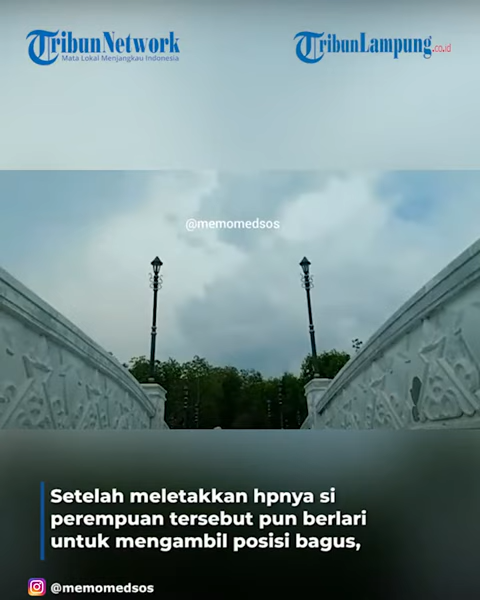 TribunNetwork
Mata Lokal Menjangkau Indonesia
TribunLampung.co.id
@memomedsos
Setelah meletakkan hpnya si
perempuan tersebut pun berlari
untuk mengambil posisi bagus,
@memomedsos